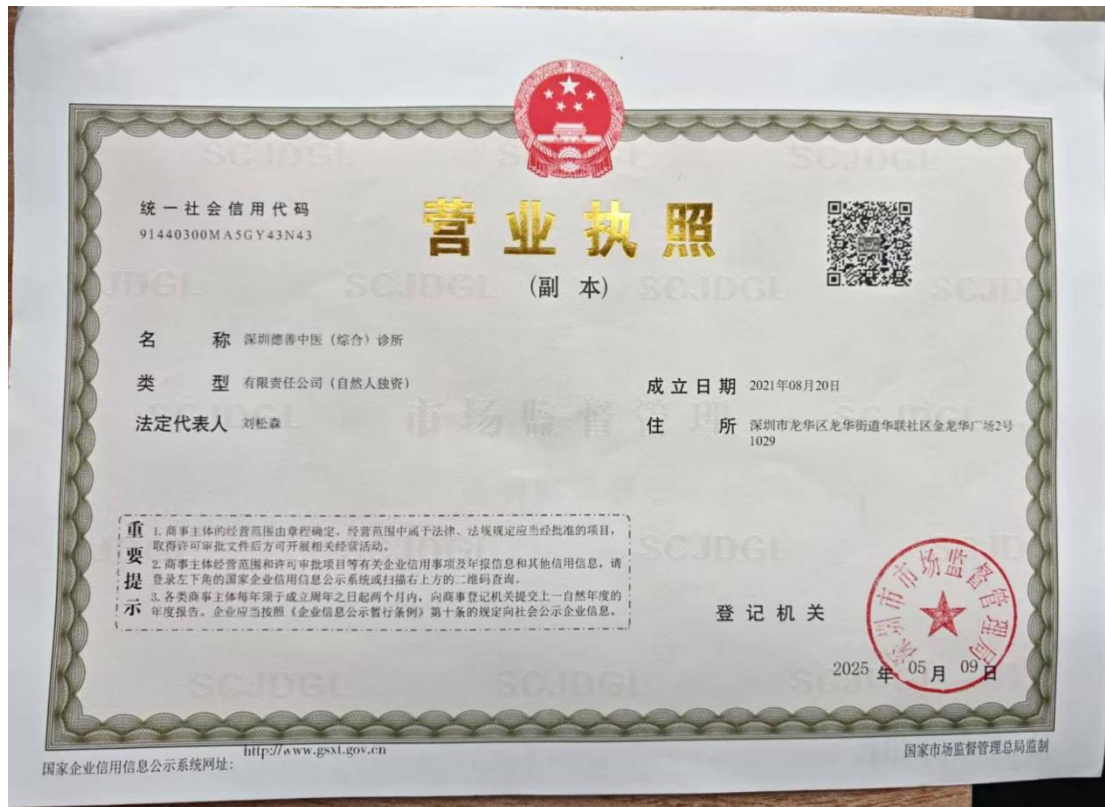 统一社会信用代码
91440300MA5GY43N43
营业执照
(副 本)
名 称 深圳德善中医（综合）诊所
类 型 有限责任公司（自然人独资）
法定代表人 刘松森
成立日期 2021年08月20日
住 所 深圳市龙华区龙华街道华联社区金龙华广场2号
1029
重要提示
1. 商事主体的经营范围由章程确定。经营范围中属于法律、法规规定应当经批准的项目，
取得许可审批文件后方可开展相关经营活动。
2. 商事主体经营范围和许可审批项目等有关企业信用事项及年报信息和其他信用信息，请
登录左下角的国家企业信用信息公示系统或扫描右上方的二维码查询。
3. 各类商事主体每年须于成立周年之日起两个月内，向商事登记机关提交上一自然年度的
年度报告。企业应当按照《企业信息公示暂行条例》第十条的规定向社会公示企业信息。
登记机关
深圳市市场监督管理局
2025 年 05 月 09 日
国家企业信用信息公示系统网址：
http://www.gsxt.gov.cn
国家市场监督管理总局监制
SCJDGL
市场监督管理